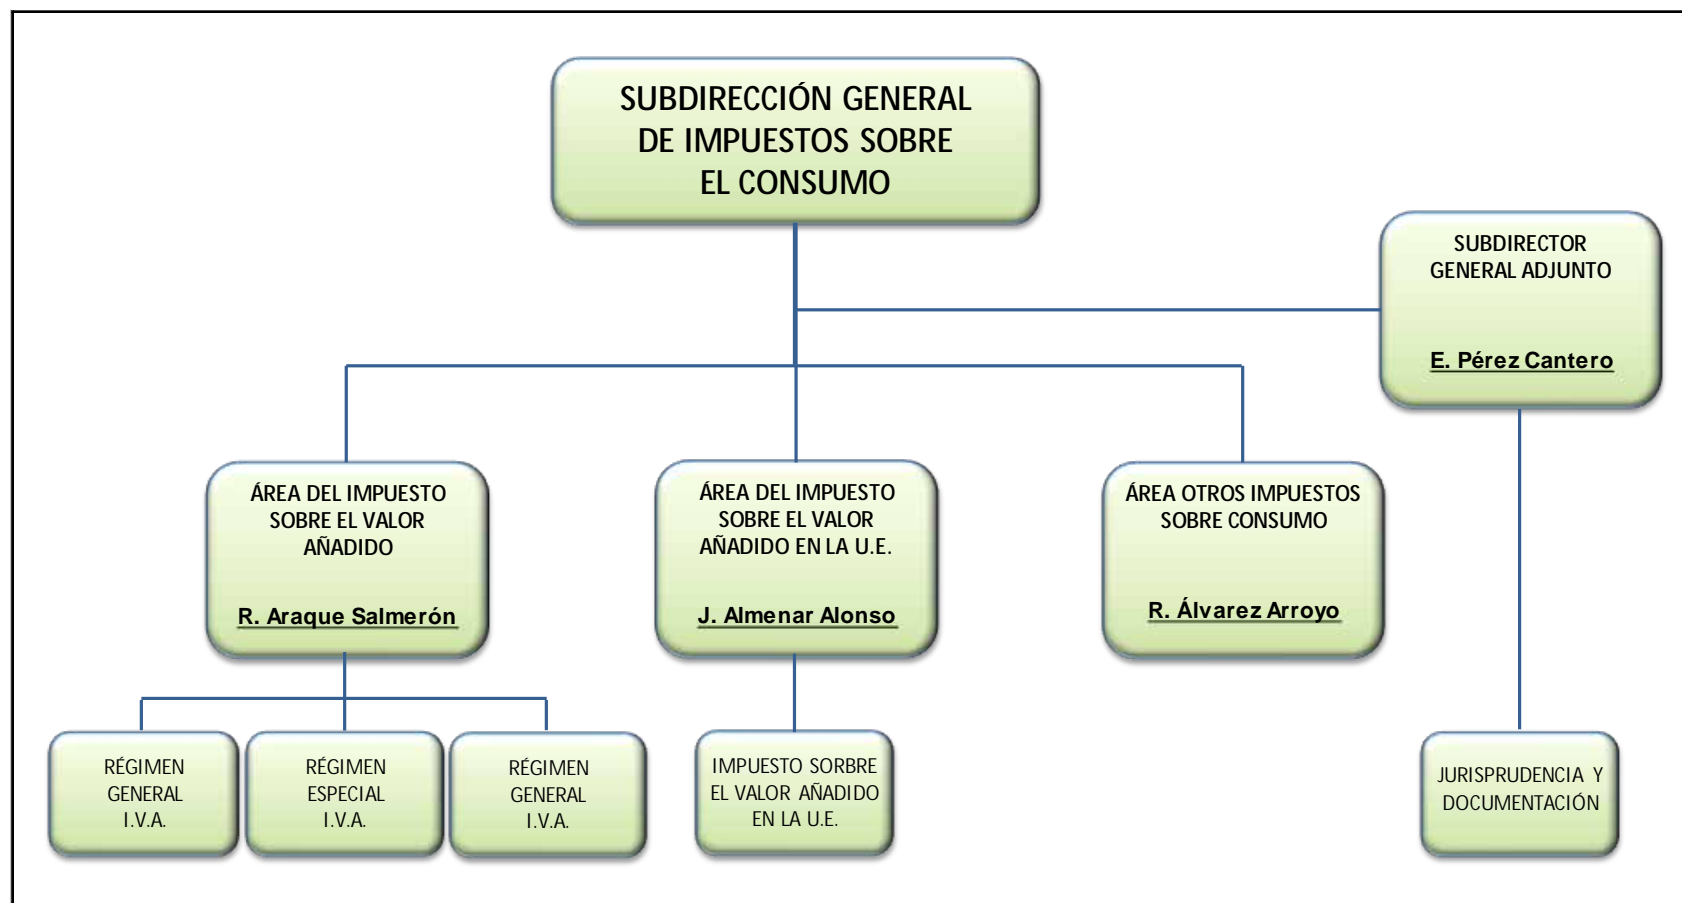 SUBDIRECCIÓN GENERAL
DE IMPUESTOS SOBRE
EL CONSUMO
SUBDIRECTOR
GENERAL ADJUNTO
E. Pérez Cantero
ÁREA DEL IMPUESTO
SOBRE EL VALOR
AÑADIDO
R. Araque Salmerón
ÁREA DEL IMPUESTO
SOBRE EL VALOR
AÑADIDO EN LA U.E.
J. Almenar Alonso
ÁREA OTROS IMPUESTOS
SOBRE CONSUMO
R. Álvarez Arroyo
RÉGIMEN
GENERAL
I.V.A.
RÉGIMEN
ESPECIAL
I.V.A.
RÉGIMEN
GENERAL
I.V.A.
IMPUESTO SORBRE
EL VALOR AÑADIDO
EN LA U.E.
JURISPRUDENCIA Y
DOCUMENTACIÓN